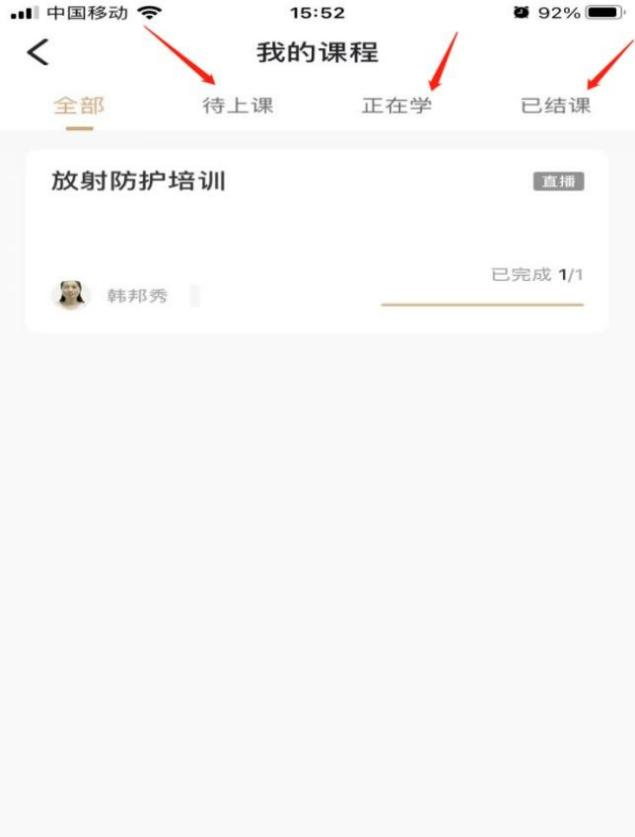 中国移动 15:52 92%
我的课程
全部 待上课 正在学 已结课
放射防护培训 直播
已完成 1/1
韩邦秀